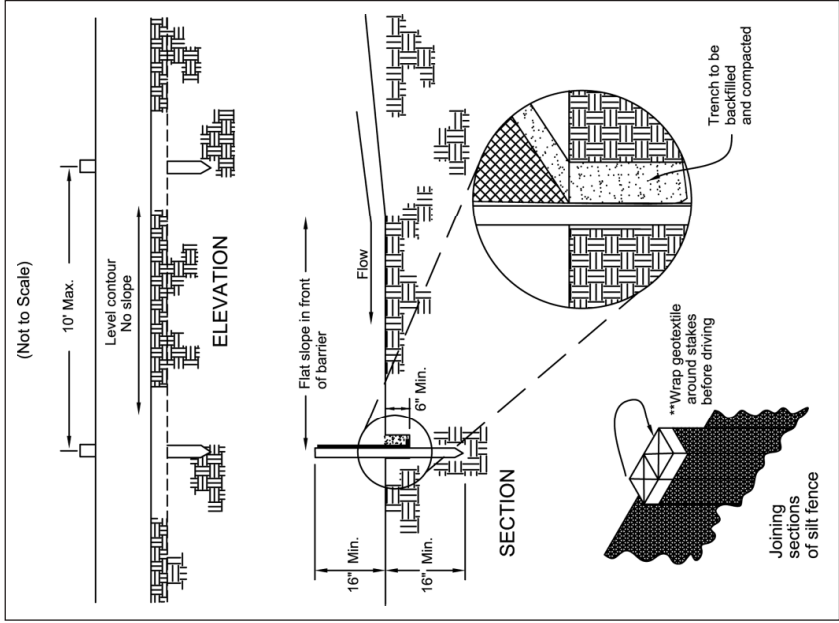 (Not to Scale)
10' Max.
Level contour
No slope
ELEVATION
Flat slope in front
of barrier
Flow
6" Min.
16" Min.
16" Min.
SECTION
Trench to be
backfilled
and compacted
**Wrap geotextile
around stakes
before driving
Joining
sections
of silt fence